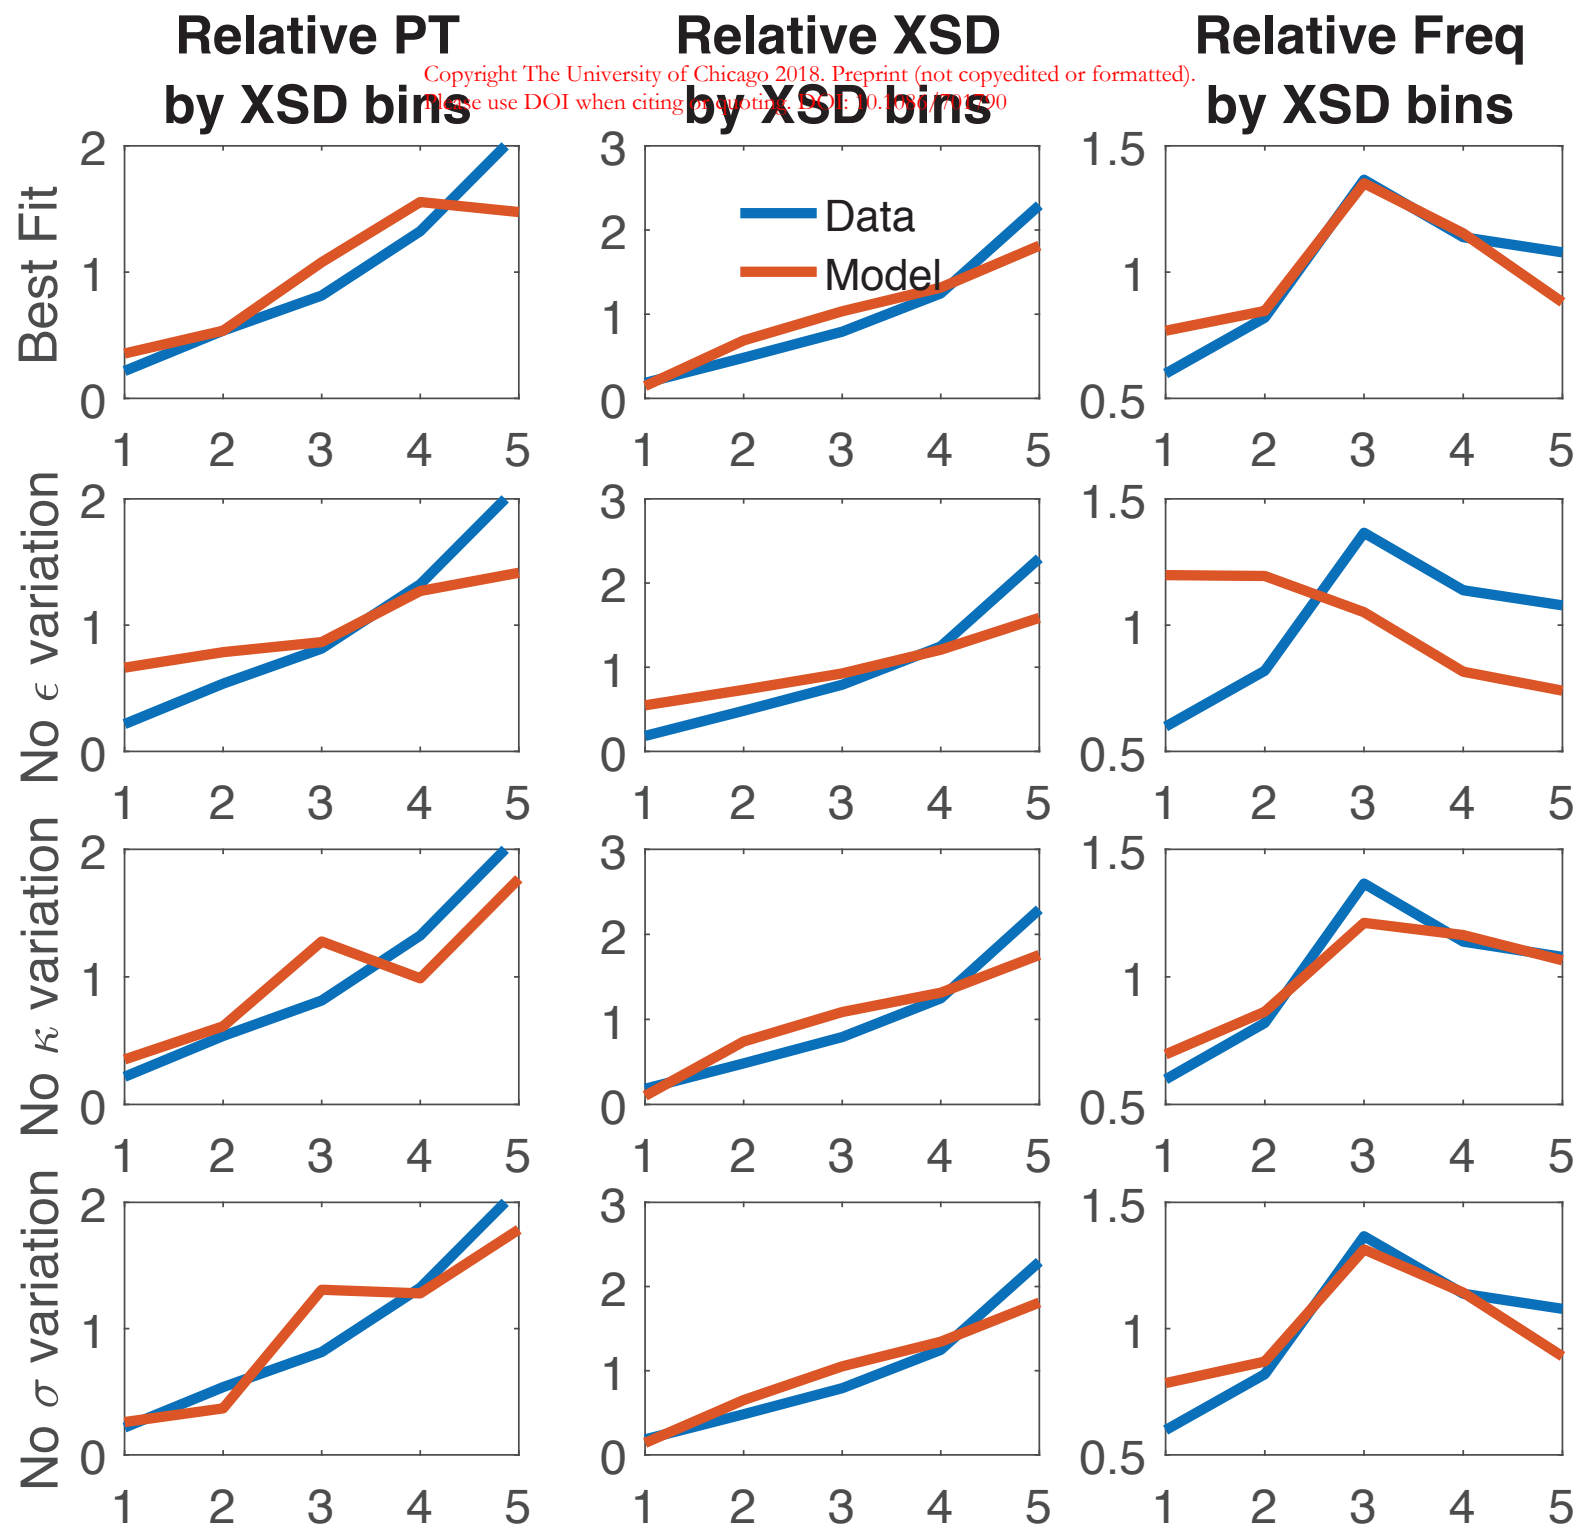 Relative PT
by XSD bins
Relative XSD
by XSD bins
Relative Freq
by XSD bins
Copyright The University of Chicago 2018. Preprint (not copyedited or formatted).
Please use DOI when citing or quoting. DOI: 10.1086/701790
Best Fit
2
1
0
1 2 3 4 5
3
2
1
0
Data
Model
1 2 3 4 5
1.5
1
0.5
1 2 3 4 5
No ϵ variation
2
1
0
1 2 3 4 5
3
2
1
0
1 2 3 4 5
1.5
1
0.5
1 2 3 4 5
No κ variation
2
1
0
1 2 3 4 5
3
2
1
0
1 2 3 4 5
1.5
1
0.5
1 2 3 4 5
No σ variation
2
1
0
1 2 3 4 5
3
2
1
0
1 2 3 4 5
1.5
1
0.5
1 2 3 4 5